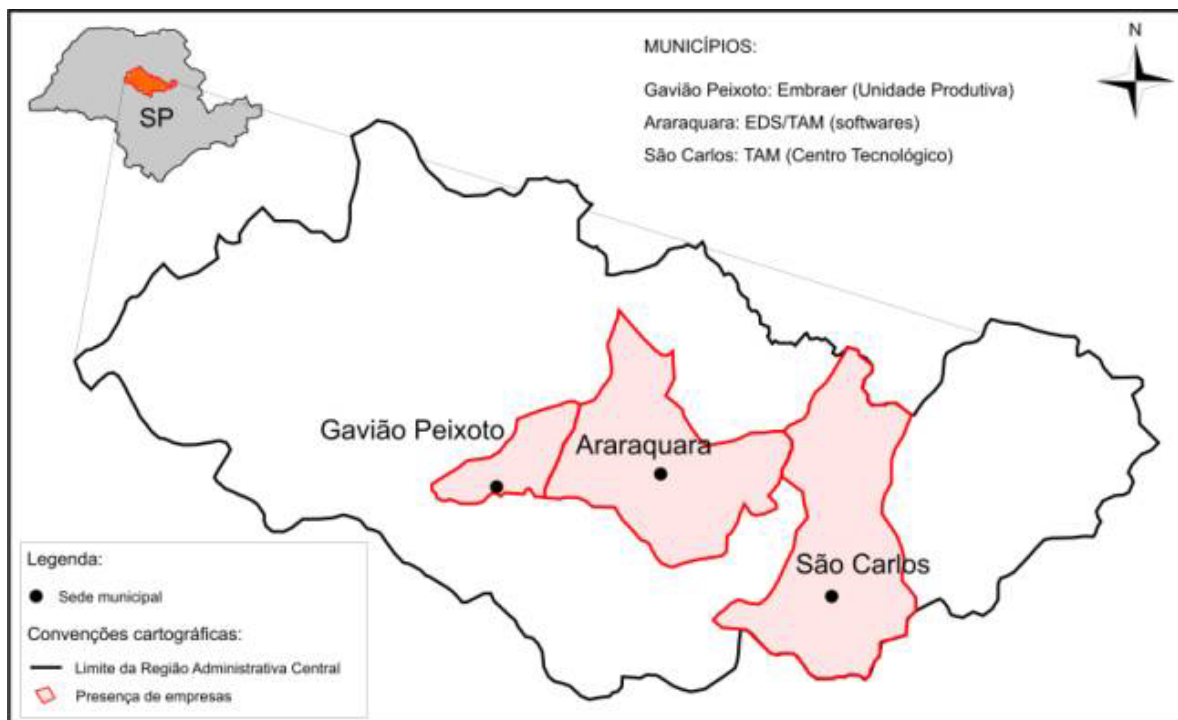 SP
MUNICÍPIOS:
Gavião Peixoto: Embraer (Unidade Produtiva)
Araraquara: EDS/TAM (softwares)
São Carlos: TAM (Centro Tecnológico)
N
Gavião Peixoto
Araraquara
São Carlos
Legenda:
Sede municipal
Convenções cartográficas:
Limite da Região Administrativa Central
Presença de empresas